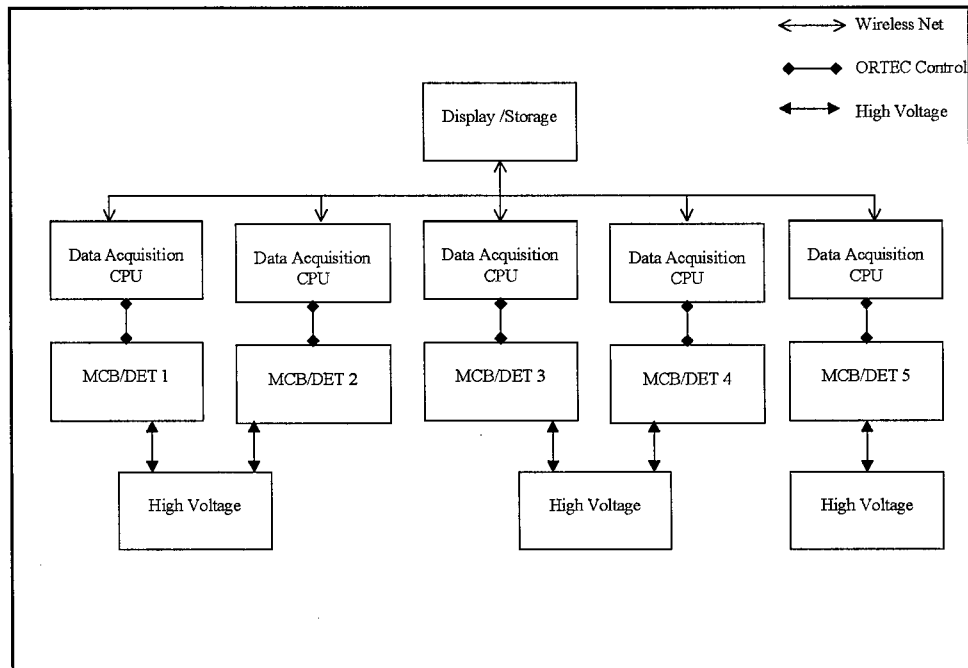 Wireless Net
ORTEC Control
High Voltage
Display /Storage
Data Acquisition
CPU
Data Acquisition
CPU
Data Acquisition
CPU
Data Acquisition
CPU
Data Acquisition
CPU
MCB/DET 1
MCB/DET 2
MCB/DET 3
MCB/DET 4
MCB/DET 5
High Voltage
High Voltage
High Voltage